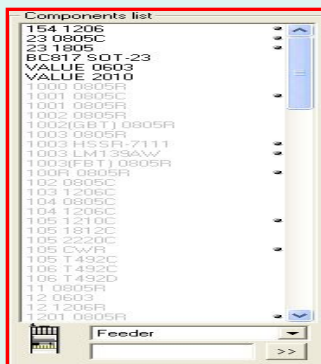 Components list
154 1206
23 0805C
23 1805
BC817 SOT-23
VALUE 0603
VALUE 2010
1000 0805R
1001 0805C
1001 0805R
1002 0805R
1002(GBT) 0805R
1003 0805R
1003 HSSR-7111
1003 LM139AW
1003(FBT) 0805R
100R 0805R
102 0805C
103 1206C
104 0805C
104 1206C
105 1210C
105 1812C
105 2220C
105 CWR
105 T492C
106 T492C
106 T492D
11 0805R
12 0603
12 1206R
1201 0805R
Feeder
>>